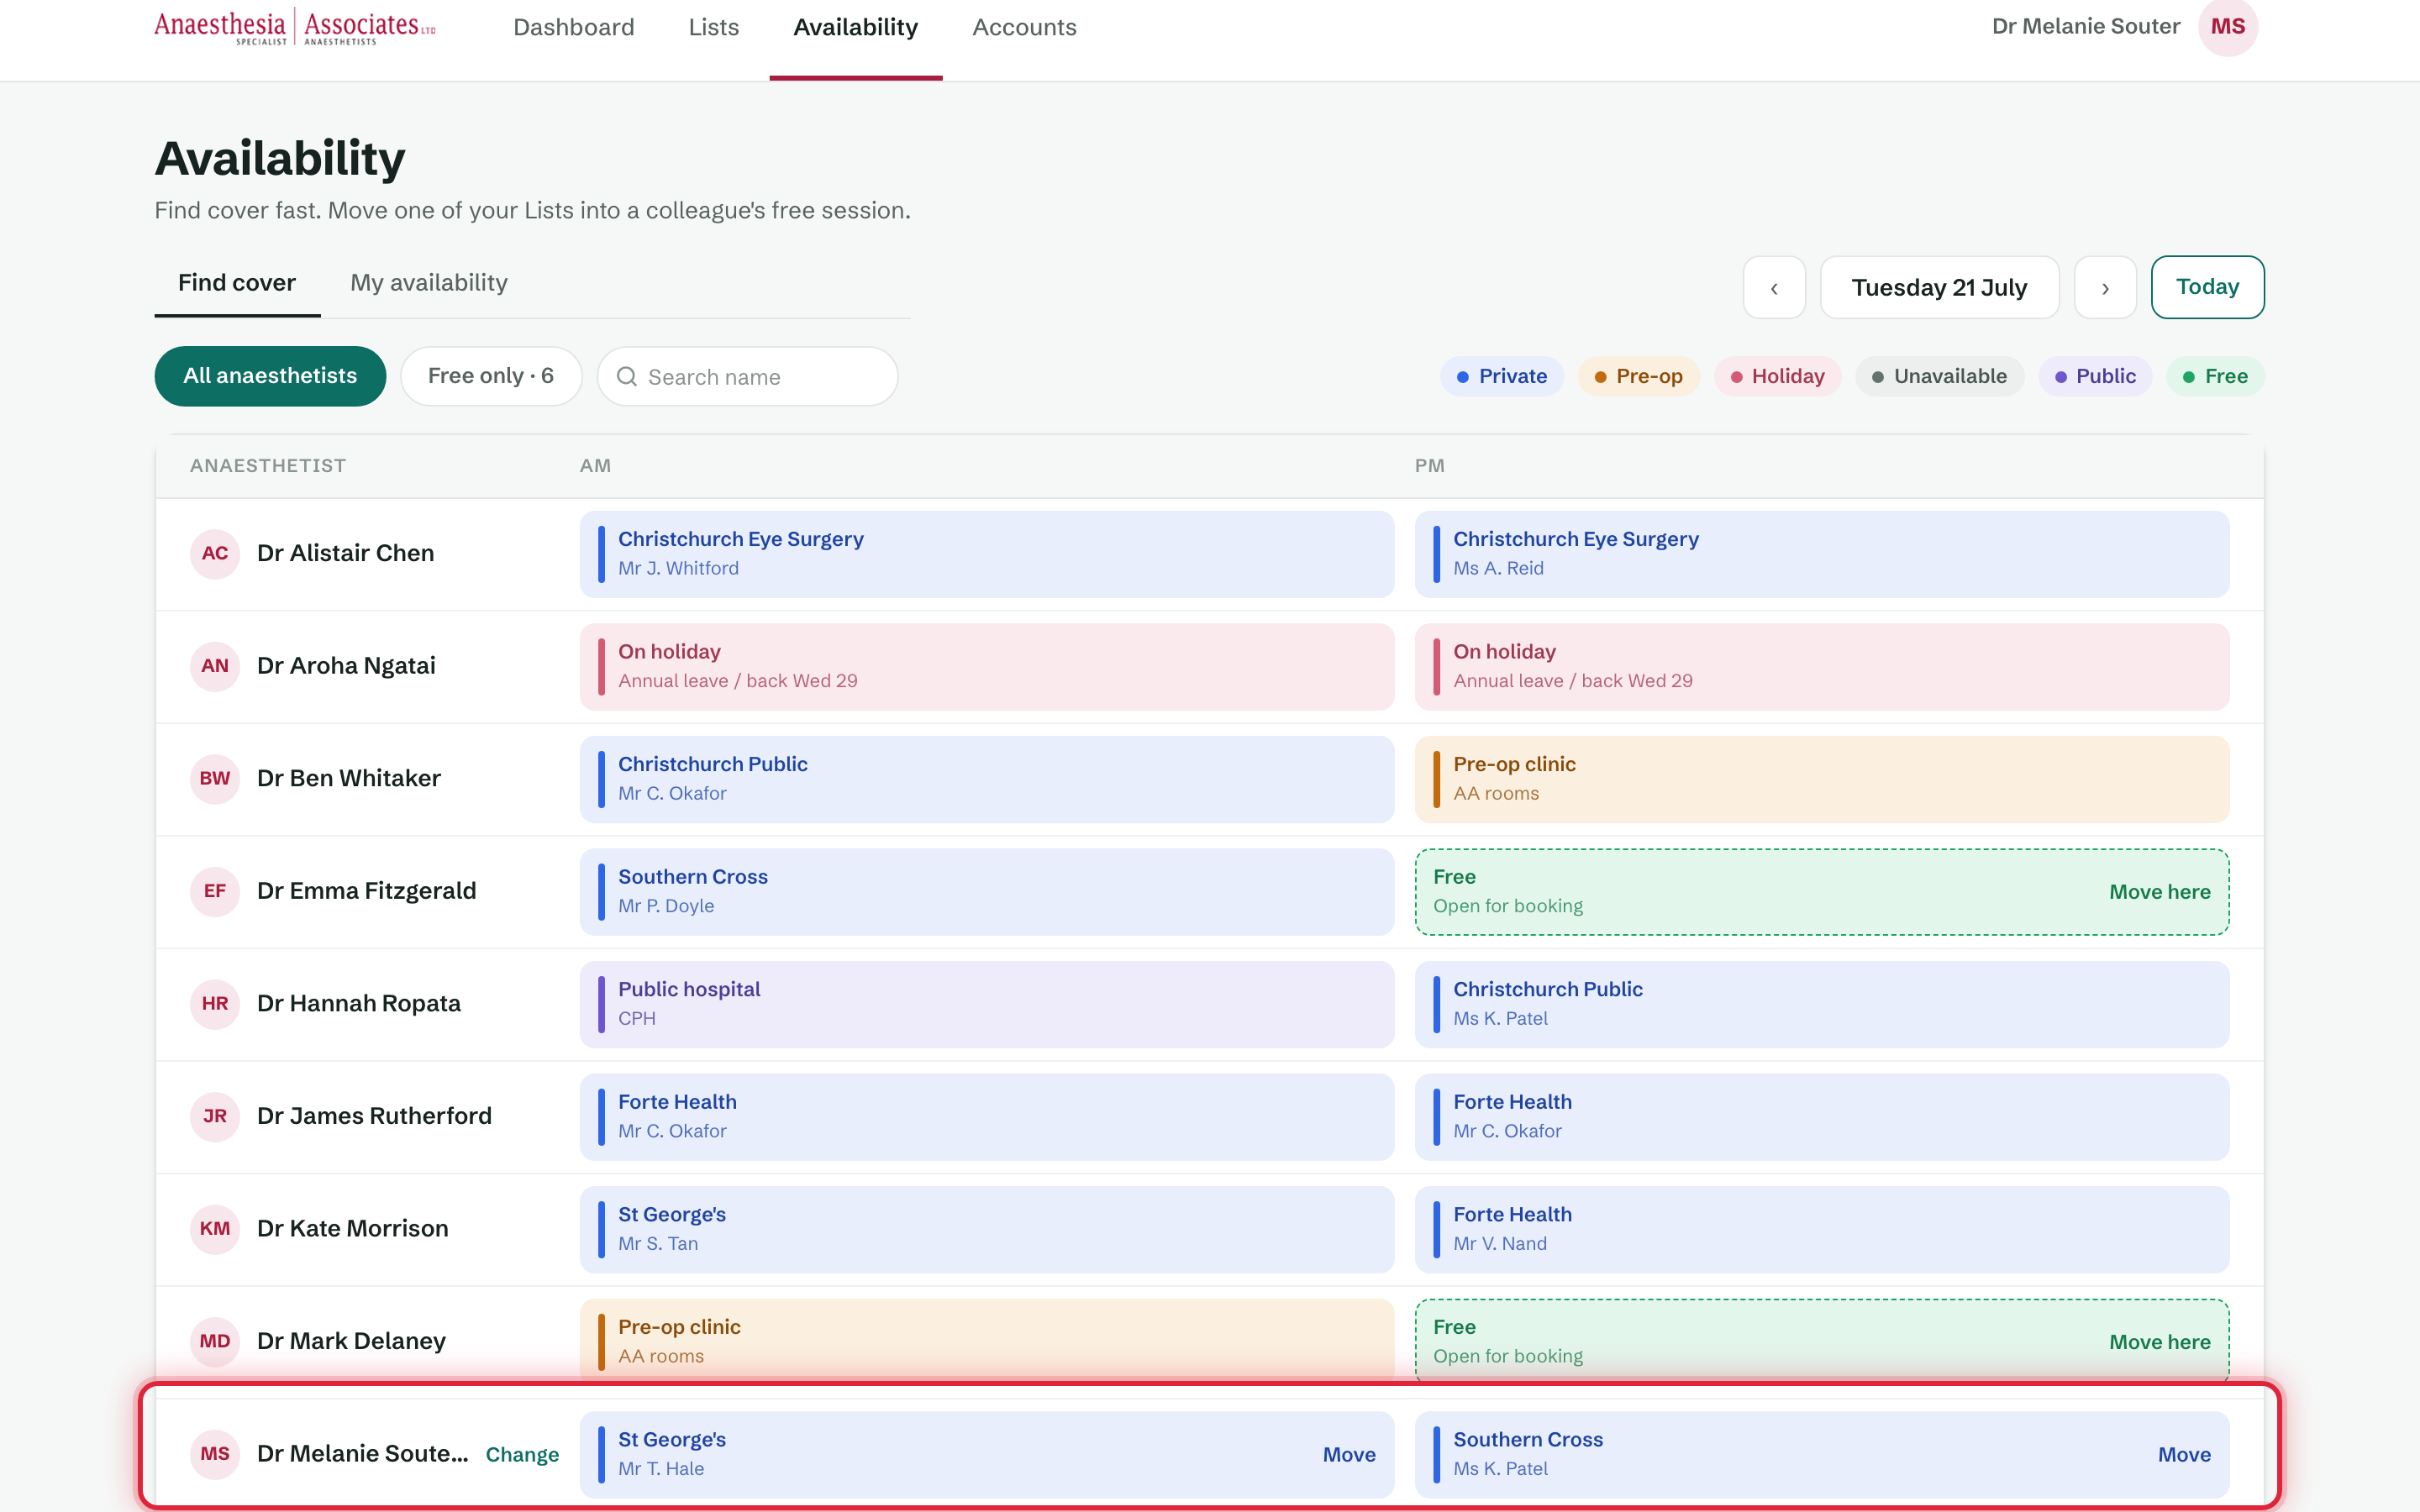 Anaesthesia | Associates LTD
SPECIALIST ANAESTHETISTS
Dashboard Lists Availability Accounts
Dr Melanie Souter MS
Availability
Find cover fast. Move one of your Lists into a colleague's free session.
Find cover My availability
‹ Tuesday 21 July › Today
All anaesthetists Free only · 6 Search name
Private Pre-op Holiday Unavailable Public Free
ANAESTHETIST AM PM
AC Dr Alistair Chen
Christchurch Eye Surgery
Mr J. Whitford
Christchurch Eye Surgery
Ms A. Reid
AN Dr Aroha Ngatai
On holiday
Annual leave / back Wed 29
On holiday
Annual leave / back Wed 29
BW Dr Ben Whitaker
Christchurch Public
Mr C. Okafor
Pre-op clinic
AA rooms
EF Dr Emma Fitzgerald
Southern Cross
Mr P. Doyle
Free
Open for booking
Move here
HR Dr Hannah Ropata
Public hospital
CPH
Christchurch Public
Ms K. Patel
JR Dr James Rutherford
Forte Health
Mr C. Okafor
Forte Health
Mr C. Okafor
KM Dr Kate Morrison
St George's
Mr S. Tan
Forte Health
Mr V. Nand
MD Dr Mark Delaney
Pre-op clinic
AA rooms
Free
Open for booking
Move here
MS Dr Melanie Soute... Change
St George's
Mr T. Hale
Move
Southern Cross
Ms K. Patel
Move